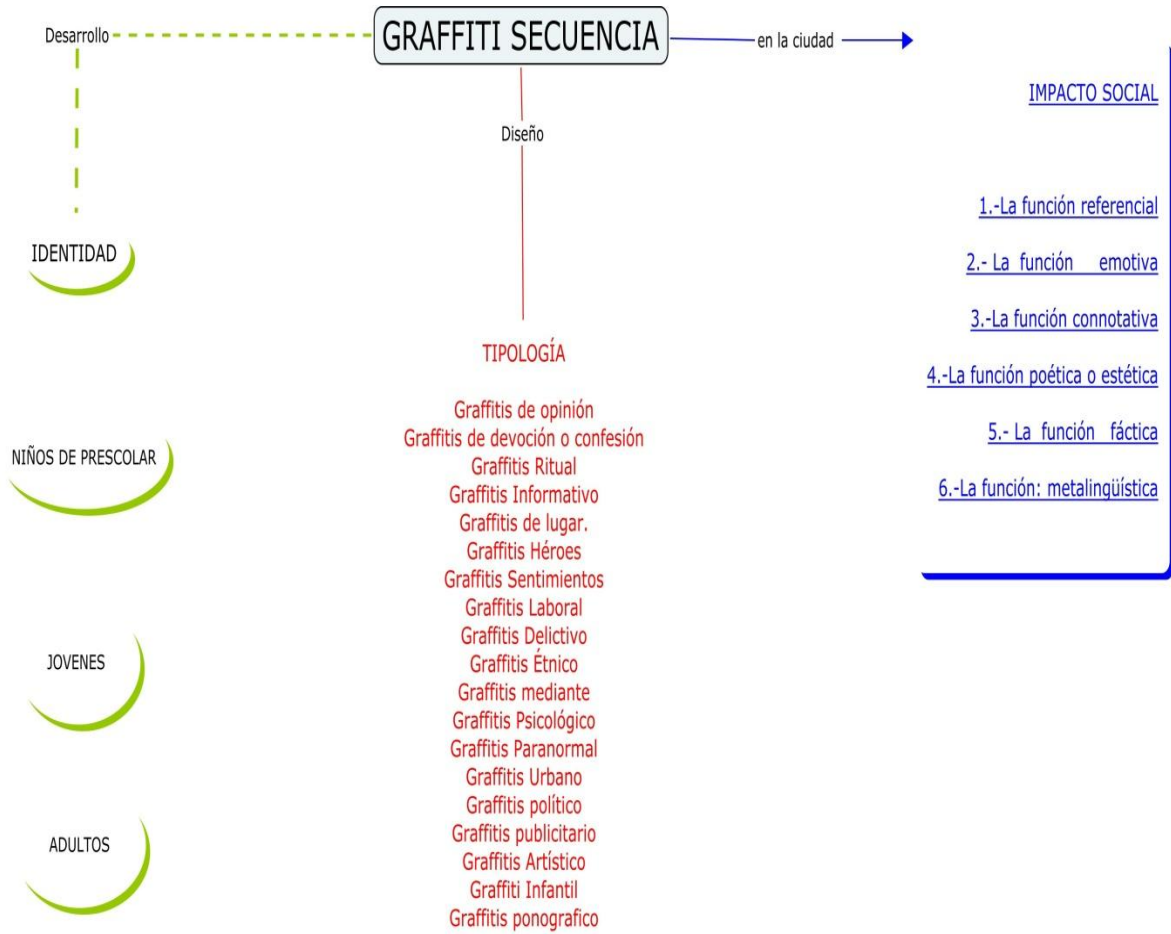 GRAFFITI SECUENCIA
Desarrollo
en la ciudad
Diseño
IDENTIDAD
NIÑOS DE PRESCOLAR
JOVENES
ADULTOS
TIPOLOGÍA
Graffitis de opinión
Graffitis de devoción o confesión
Graffitis Ritual
Graffitis Informativo
Graffitis de lugar.
Graffitis Héroes
Graffitis Sentimientos
Graffitis Laboral
Graffitis Delictivo
Graffitis Étnico
Graffitis mediante
Graffitis Psicológico
Graffitis Paranormal
Graffitis Urbano
Graffitis político
Graffitis publicitario
Graffitis Artístico
Graffiti Infantil
Graffitis ponografico
IMPACTO SOCIAL
1.-La función referencial
2.- La función emotiva
3.-La función connotativa
4.-La función poética o estética
5.- La función fáctica
6.-La función: metalingüística